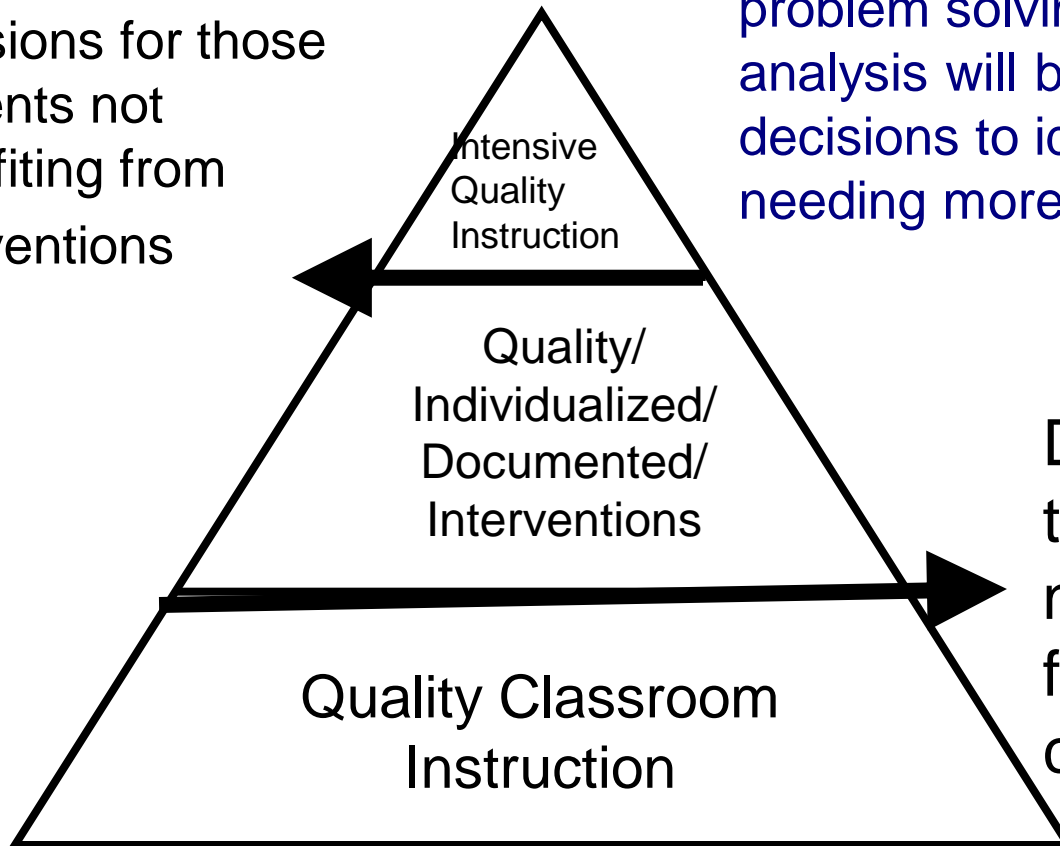 sions for those
ents not
fiting from
ventions
problem solvin
analysis will b
decisions to id
needing more
Intensive
Quality
Instruction
Quality/
Individualized/
Documented/
Interventions
Quality Classroom
Instruction